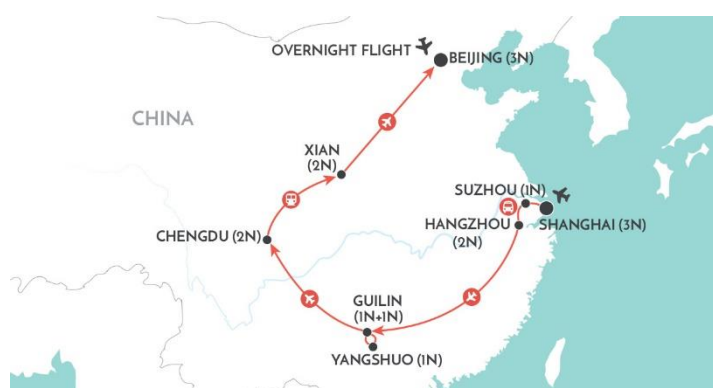 OVERNIGHT FLIGHT
BEIJING (3N)
CHINA
XIAN
(2N)
SUZHOU (1N)
CHENGDU (2N)
HANGZHOU
(2N)
SHANGHAI (3N)
GUILIN
(1N+1N)
YANGSHUO (1N)